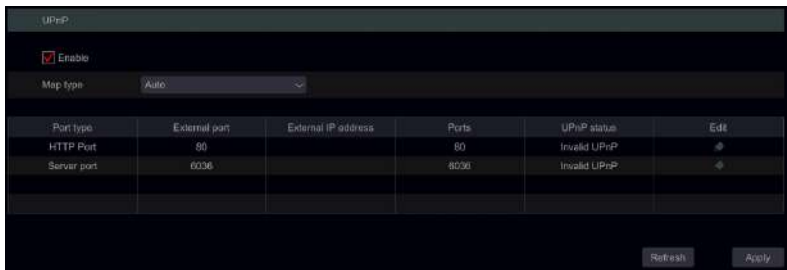 UPnP
Enable
Map type Auto
Port type External port External IP address Ports UPnP status Edit
HTTP Port 80 80 Invalid UPnP
Server port 6036 6036 Invalid UPnP
Refresh Apply